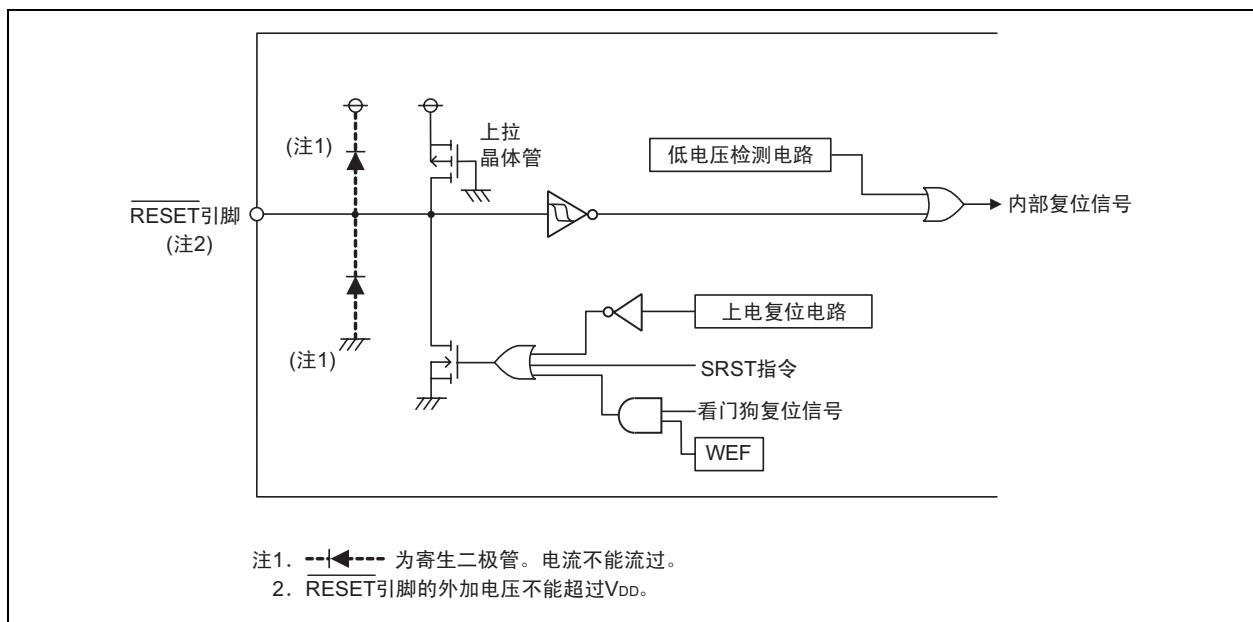 (注1)
上拉
晶体管
低电压检测电路
RESET引脚
(注2)
内部复位信号
上电复位电路
(注1)
SRST指令
看门狗复位信号
WEF
注1. 为寄生二极管。电流不能流过。
2. RESET引脚的外加电压不能超过VDD。